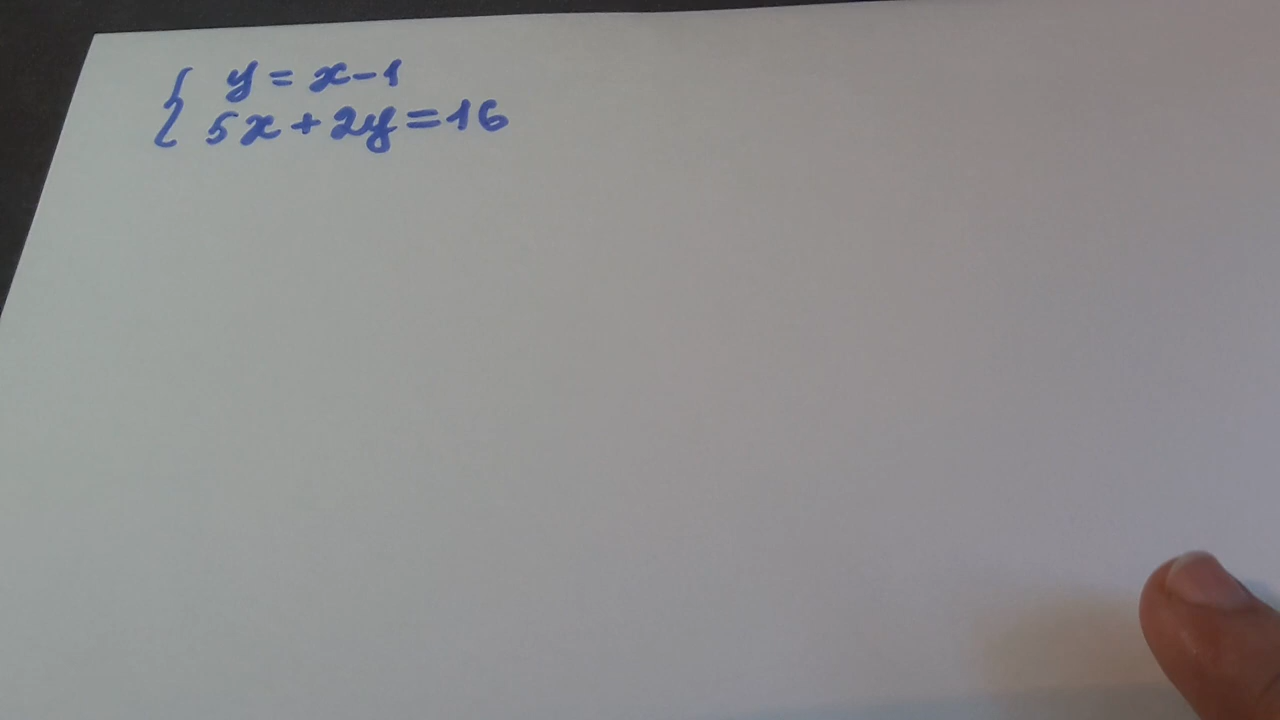 y = x-1
5x+2y=16